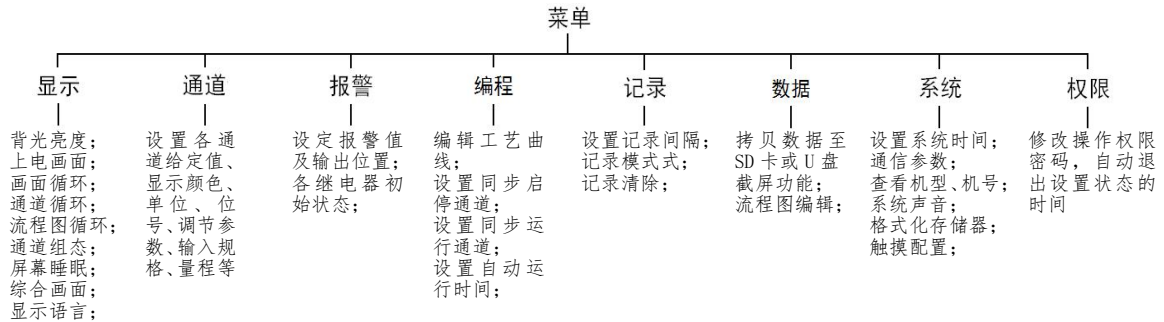 菜单
显示
通道
报警
编程
记录
数据
系统
权限
背光亮度;
上电画面;
画面循环;
通道循环;
流程图循环;
通道组态;
屏幕睡眠;
综合画面;
显示语言;
设置各通
道给定值、
显示颜色、
单位、位
号、调节参
数、输入规
格、量程等
设定报警值
及输出位置;
各继电器初
始状态;
编辑工艺曲
线;
设置同步启
停通道;
设置同步运
行通道;
设置自动运
行时间;
设置记录间隔;
记录模式式;
记录清除;
拷贝数据至
SD卡或U盘
截屏功能;
流程图编辑;
设置系统时间;
通信参数;
查看机型、机号;
系统声音;
格式化存储器;
触摸配置;
修改操作权限
密码，自动退
出设置状态的
时间